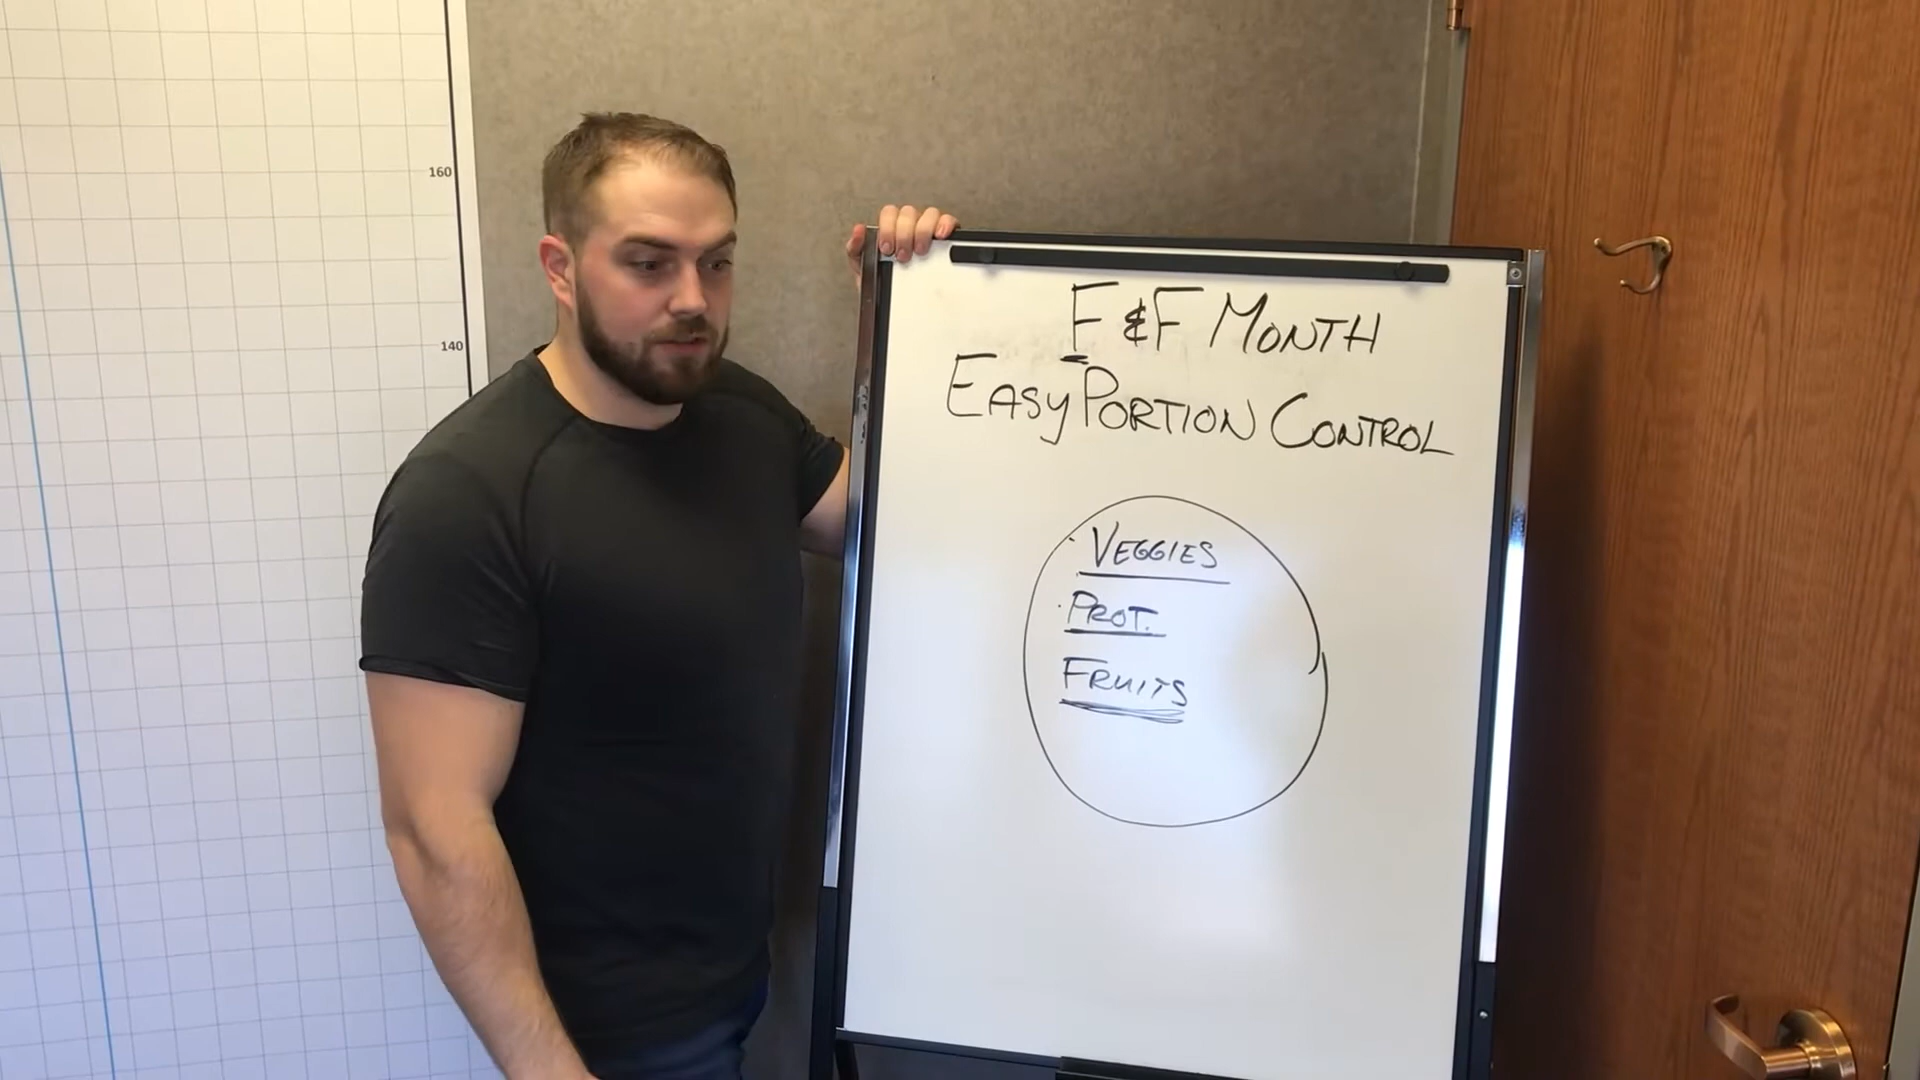 160
140
F & F MONTH
EASY PORTION CONTROL
VEGGIES
PROT.
FRUITS